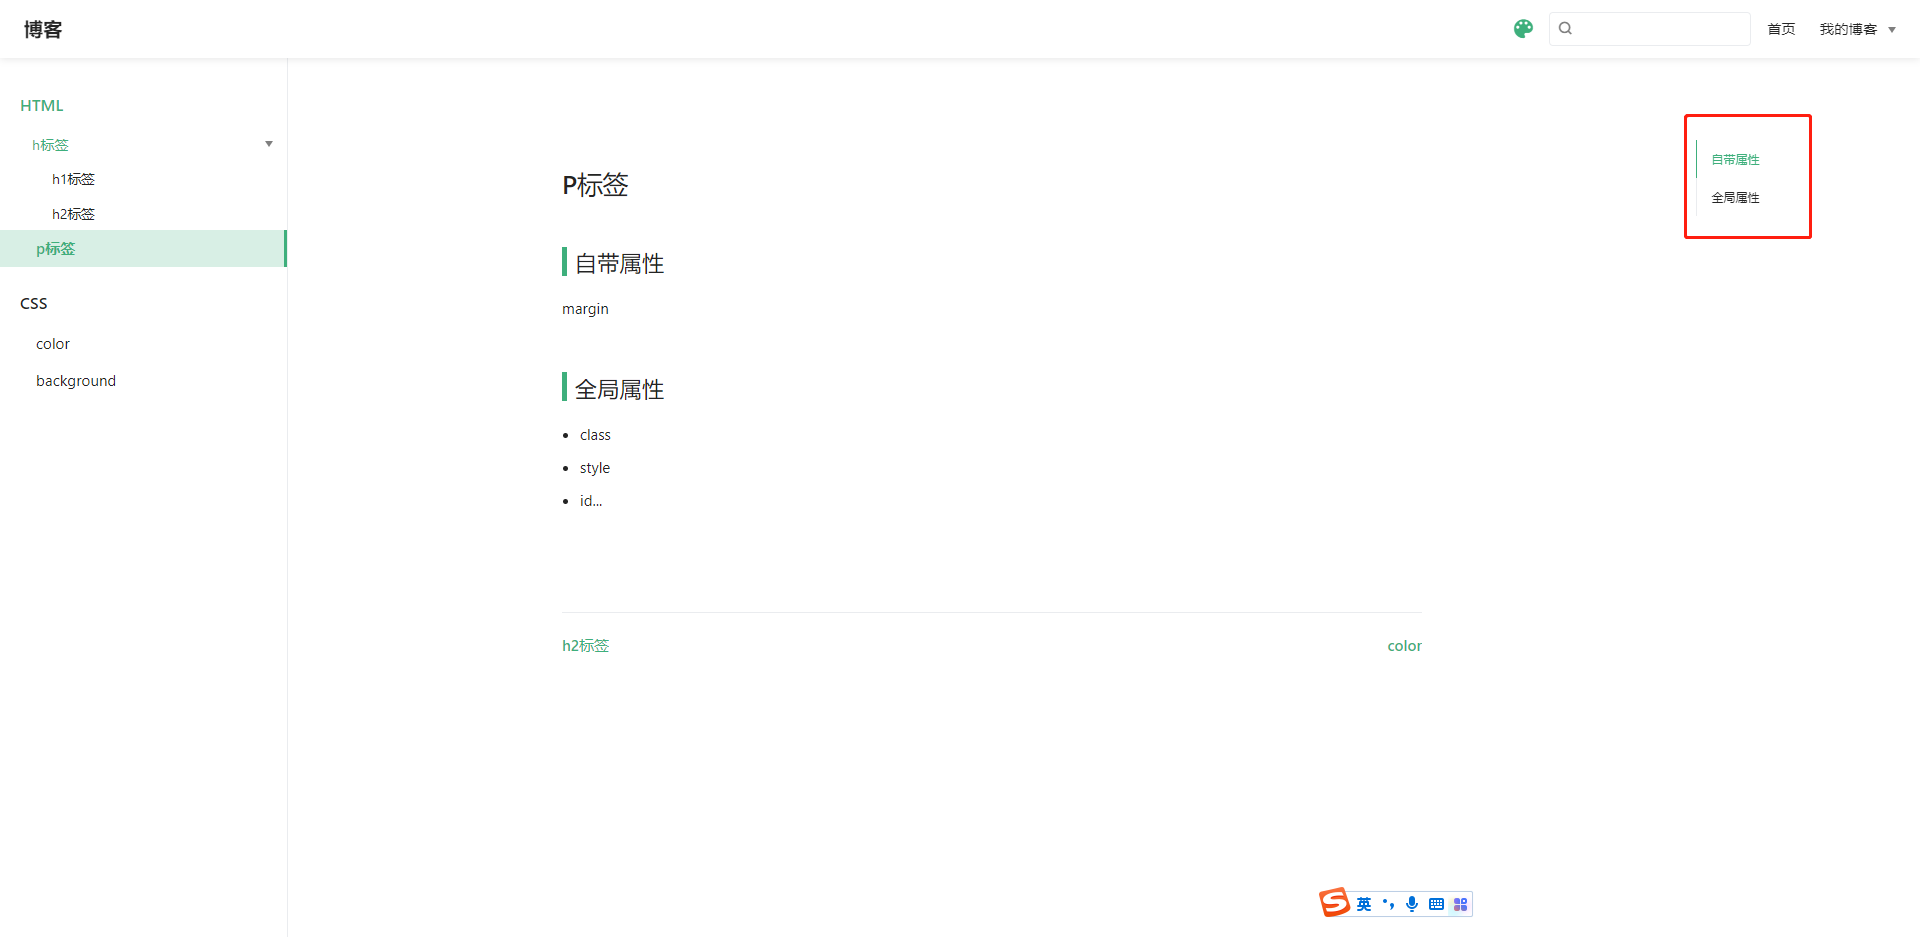 博客
首页
我的博客
HTML
h标签
h1标签
h2标签
p标签
CSS
color
background
P标签
自带属性
margin
全局属性
class
style
id...
h2标签
color
自带属性
全局属性
S英